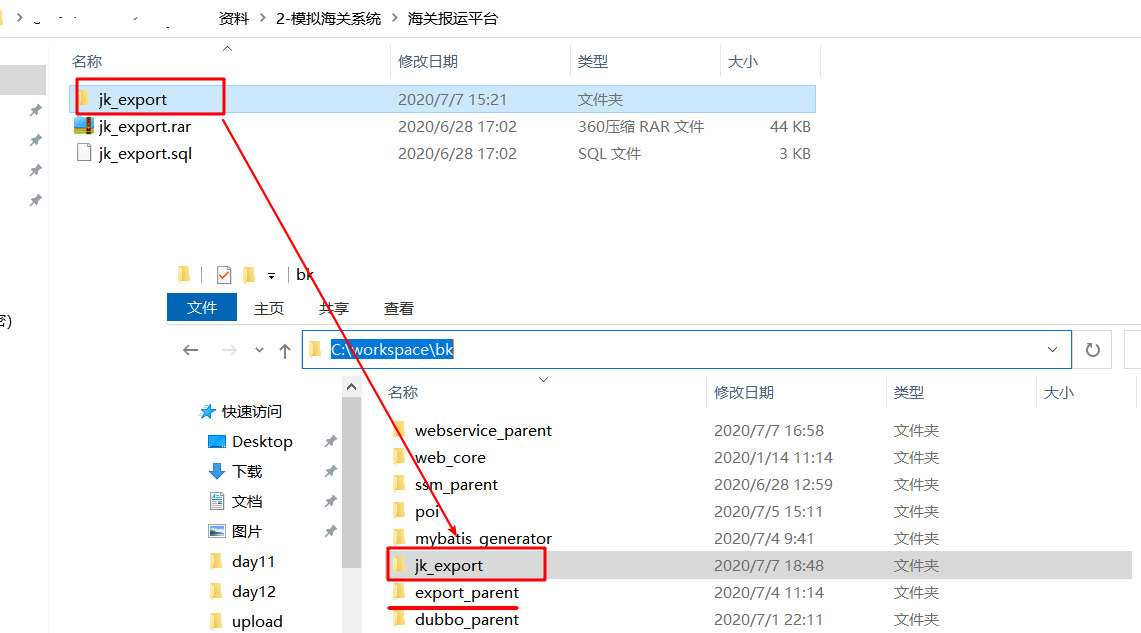 资料 > 2-模拟海关系统 > 海关报运平台
名称 修改日期 类型 大小
jk_export 2020/7/7 15:21 文件夹
jk_export.rar 2020/6/28 17:02 360压缩 RAR 文件 44 KB
jk_export.sql 2020/6/28 17:02 SQL 文件 3 KB
bk
文件 主页 共享 查看
密)
C:\workspace\bk
名称 修改日期 类型 大小
快速访问
Desktop
下载
文档
图片
day11
day12
upload
webservice_parent 2020/7/7 16:58 文件夹
web_core 2020/1/14 11:14 文件夹
ssm_parent 2020/6/28 12:59 文件夹
poi 2020/7/5 15:11 文件夹
mybatis_generator 2020/7/4 9:41 文件夹
jk_export 2020/7/7 18:48 文件夹
export_parent 2020/7/4 11:14 文件夹
dubbo_parent 2020/7/1 22:11 文件夹